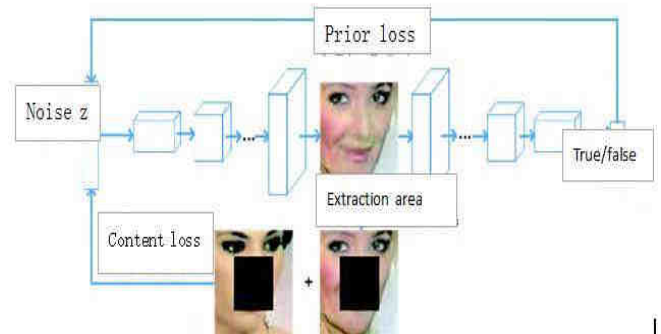 Prior loss
Noise z
...
...
True/false
Extraction area
Content loss
+